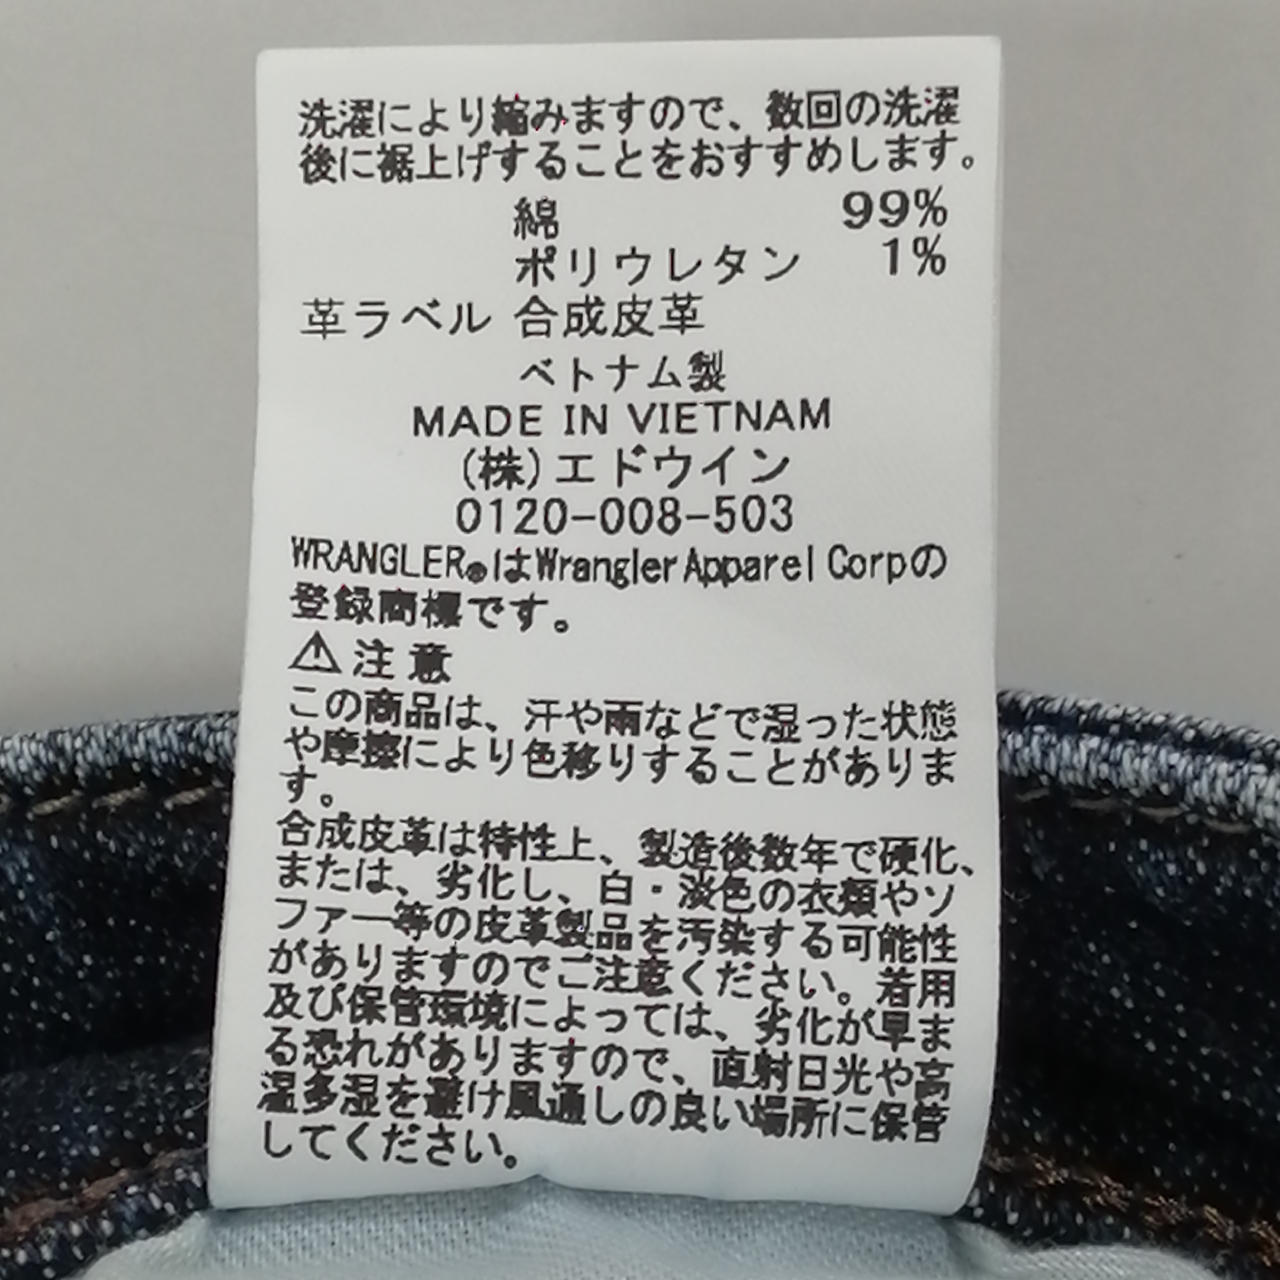 洗濯により縮みますので、数回の洗濯
後に裾上げすることをおすすめします。
綿 99%
ポリウレタン 1%
革ラベル 合成皮革
ベトナム製
MADE IN VIETNAM
(株)エドウイン
0120-008-503
WRANGLER®はWrangler Apparel Corpの
登録商標です。
⚠注意
この商品は、汗や雨などで湿った状態
や摩擦により色移りすることがありま
す。
合成皮革は特性上、製造後数年で硬化、
または、劣化し、白・淡色の衣類やソ
ファー等の皮革製品を汚染する可能性
がありますのでご注意ください。着用
及び保管環境によっては、劣化が早ま
る恐れがありますので、直射日光や高
温多湿を避け風通しの良い場所に保管
してください。